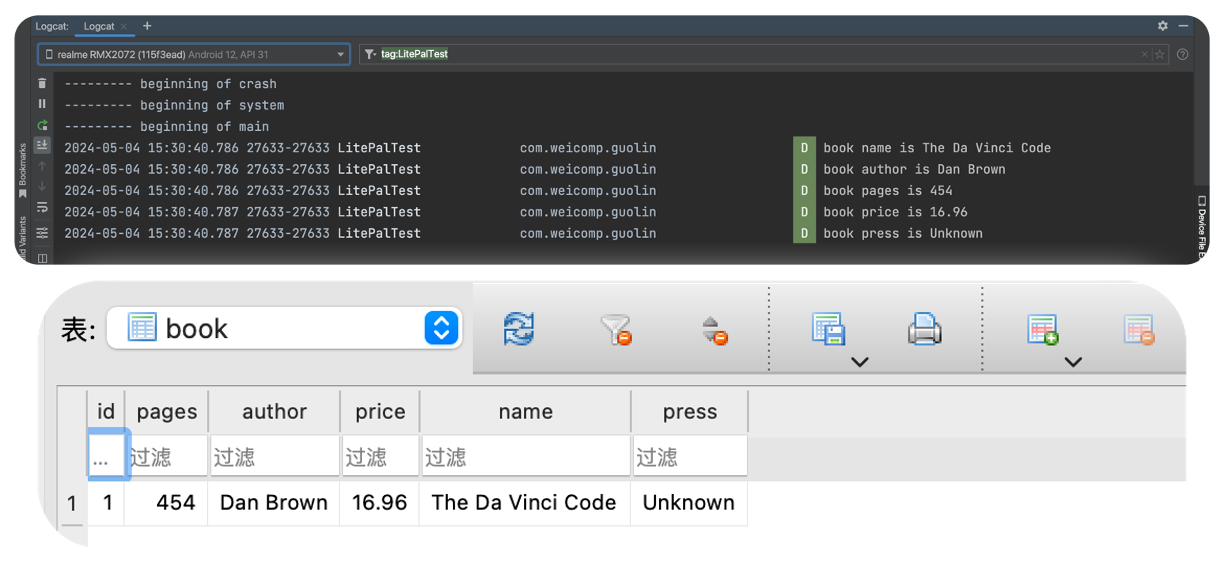 Logcat: Logcat × +
realme RMX2072 (115f3ead) Android 12, API 31 tag:LitePalTest
--------- beginning of crash
--------- beginning of system
--------- beginning of main
2024-05-04 15:30:40.786 27633-27633 LitePalTest com.weicomp.guolin D book name is The Da Vinci Code
2024-05-04 15:30:40.786 27633-27633 LitePalTest com.weicomp.guolin D book author is Dan Brown
2024-05-04 15:30:40.786 27633-27633 LitePalTest com.weicomp.guolin D book pages is 454
2024-05-04 15:30:40.787 27633-27633 LitePalTest com.weicomp.guolin D book price is 16.96
2024-05-04 15:30:40.787 27633-27633 LitePalTest com.weicomp.guolin D book press is Unknown
Bookmarks
Variants
Device File
表: book
id pages author price name press
... 过滤 过滤 过滤 过滤 过滤
1 1 454 Dan Brown 16.96 The Da Vinci Code Unknown